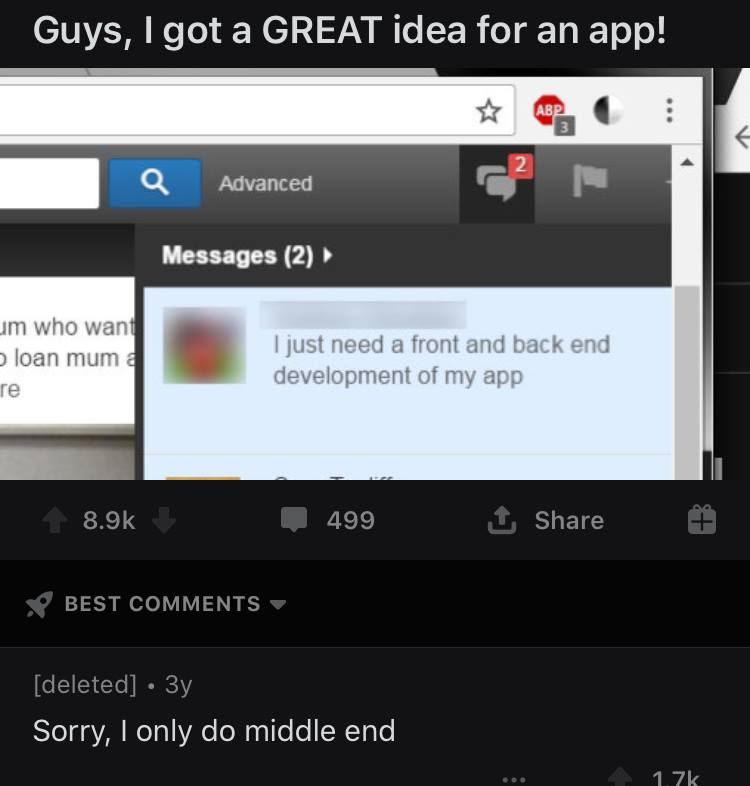 Guys, I got a GREAT idea for an app!
ABP
3
Advanced
2
Messages (2)
um who want
o loan mum a
re
I just need a front and back end
development of my app
8.9k
499
Share
BEST COMMENTS
[deleted] • 3y
Sorry, I only do middle end
... 1.7k